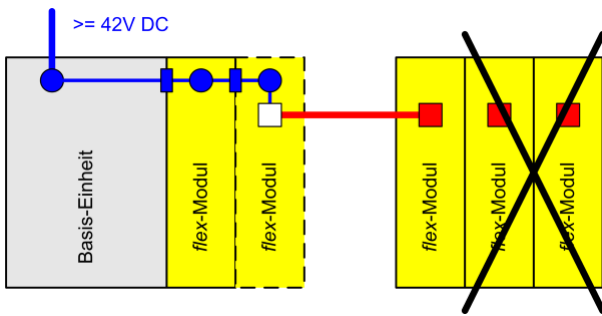 >= 42V DC
Basis-Einheit
flex-Modul
flex-Modul
flex-Modul
flex-Modul
flex-Modul